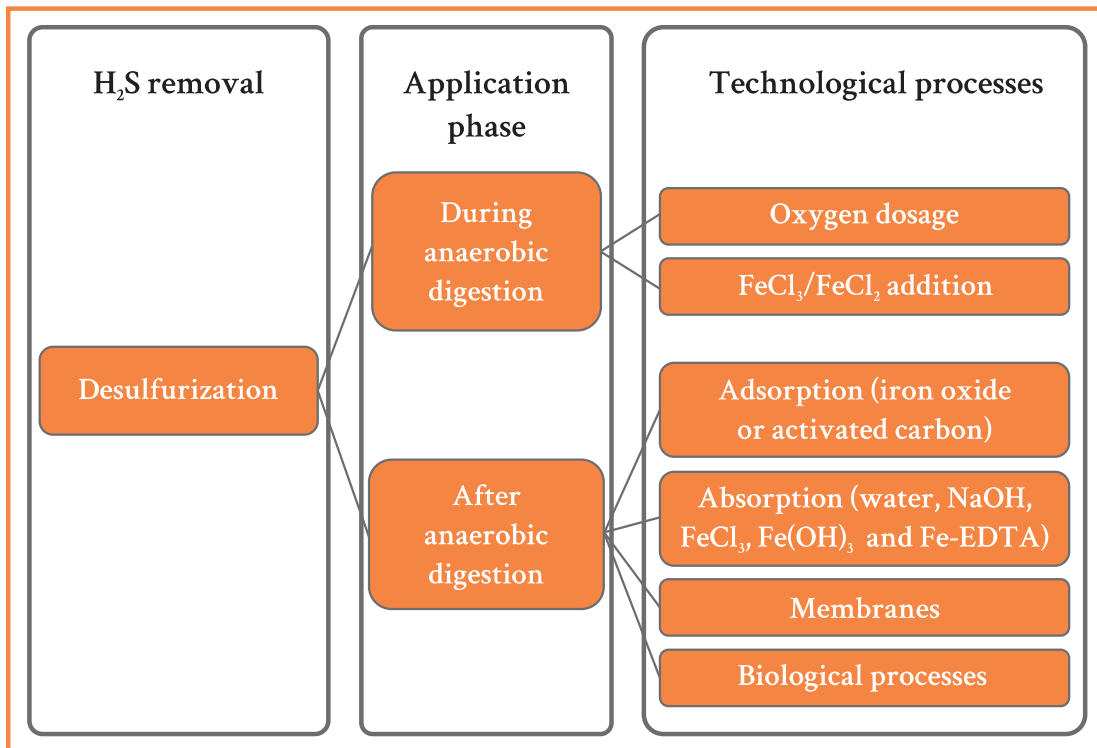 H₂S removal
Application
phase
Technological processes
Desulfurization
During
anaerobic
digestion
After
anaerobic
digestion
Oxygen dosage
FeCl₃/FeCl₂ addition
Adsorption (iron oxide
or activated carbon)
Absorption (water, NaOH,
FeCl₃, Fe(OH)₃ and Fe-EDTA)
Membranes
Biological processes